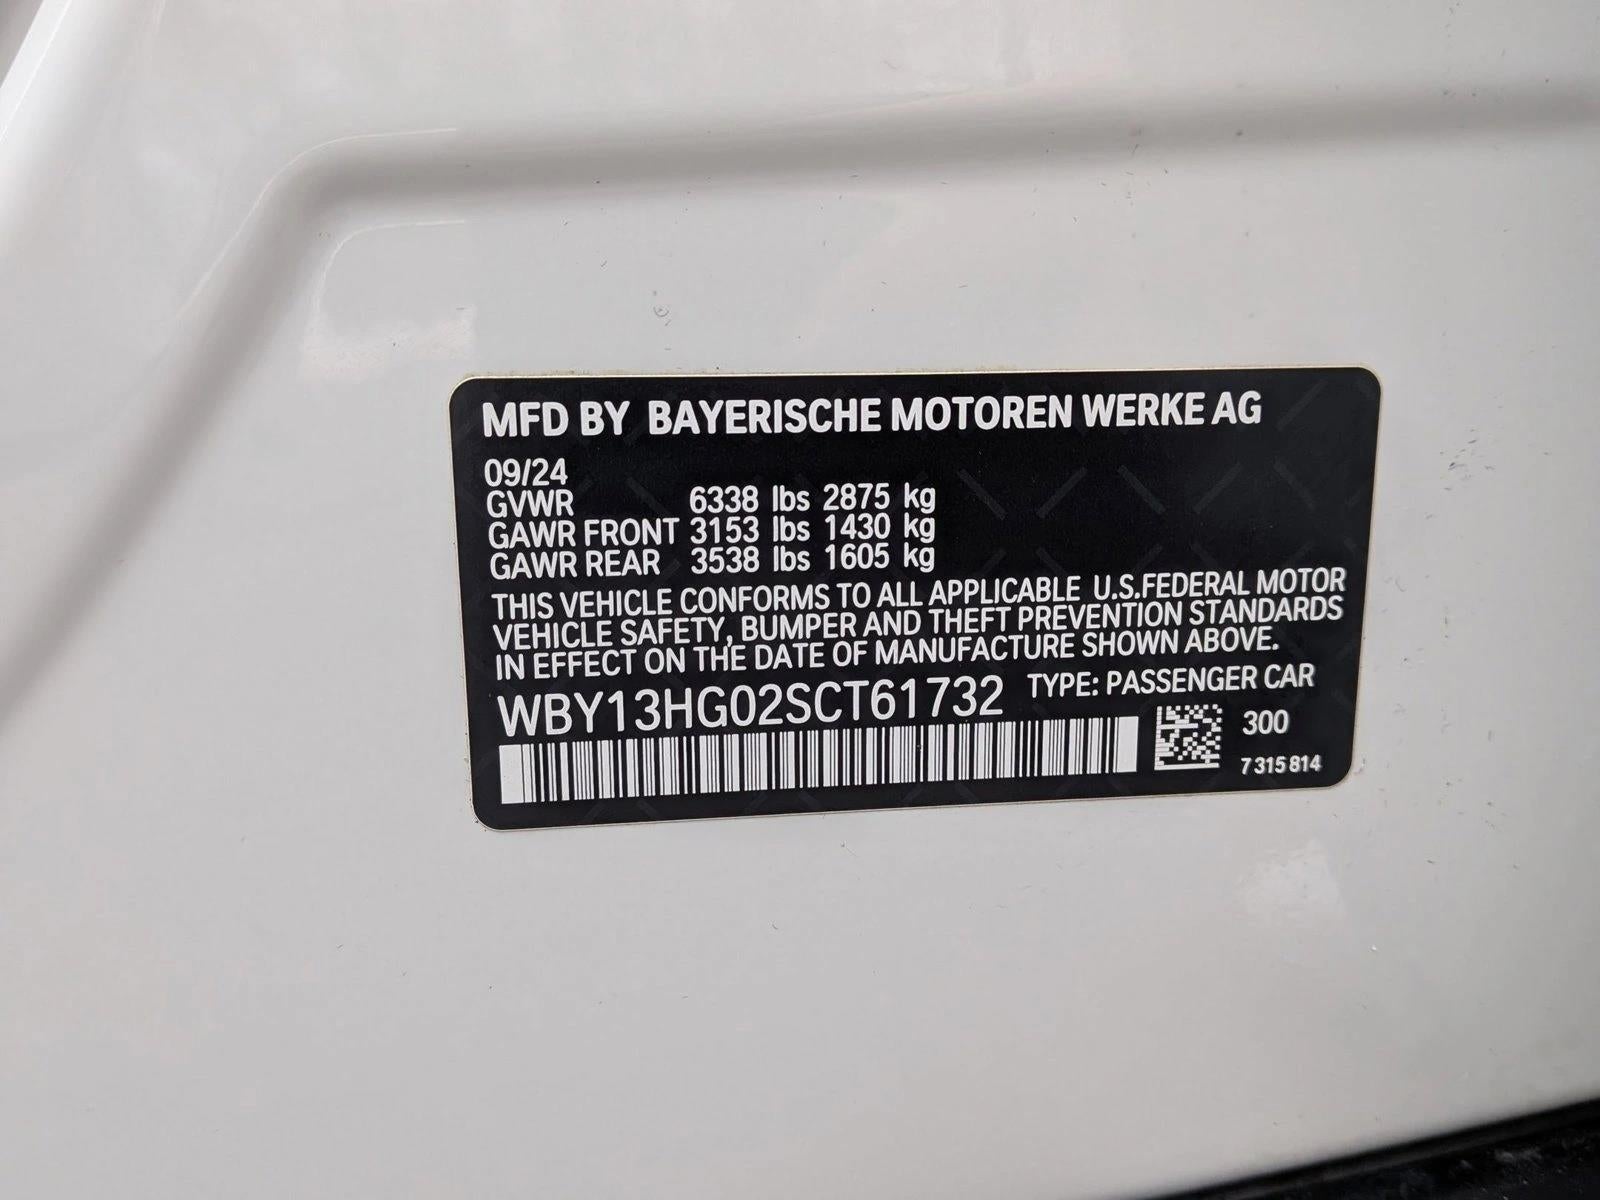 MFD BY BAYERISCHE MOTOREN WERKE AG
09/24
GVWR 6338 lbs 2875 kg
GAWR FRONT 3153 lbs 1430 kg
GAWR REAR 3538 lbs 1605 kg
THIS VEHICLE CONFORMS TO ALL APPLICABLE U.S.FEDERAL MOTOR
VEHICLE SAFETY, BUMPER AND THEFT PREVENTION STANDARDS
IN EFFECT ON THE DATE OF MANUFACTURE SHOWN ABOVE.
WBY13HG02SCT61732 TYPE: PASSENGER CAR
300
7 315 814